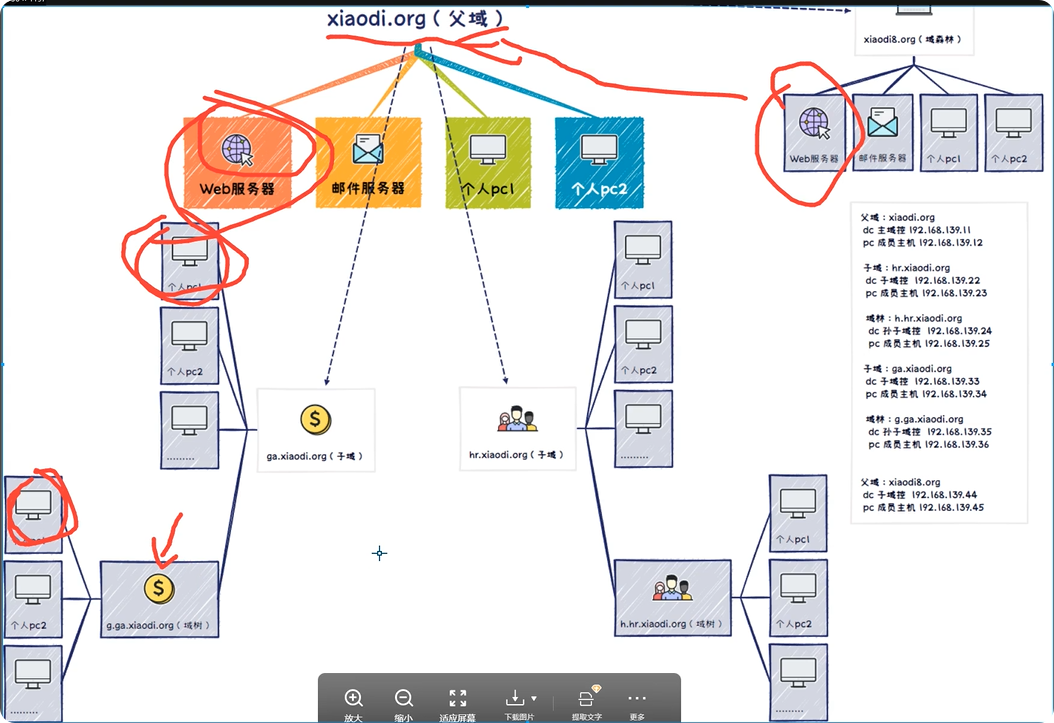 xiaodi.org（父域）
xiaodi8.org（域森林）
Web服务器
邮件服务器
个人pc1
个人pc2
Web服务器
邮件服务器
个人pc1
个人pc2
个人pc1
个人pc2
.........
ga.xiaodi.org（子域）
hr.xiaodi.org（子域）
个人pc1
个人pc2
.........
父域：xiaodi.org
dc 主域控 192.168.139.11
pc 成员主机 192.168.139.12
子域：hr.xiaodi.org
dc 子域控 192.168.139.22
pc 成员主机 192.168.139.23
域林：h.hr.xiaodi.org
dc 孙子域控 192.168.139.24
pc 成员主机 192.168.139.25
子域：ga.xiaodi.org
dc 子域控 192.168.139.33
pc 成员主机 192.168.139.34
域林：g.ga.xiaodi.org
dc 孙子域控 192.168.139.35
pc 成员主机 192.168.139.36
父域：xiaodi8.org
dc 子域控 192.168.139.44
pc 成员主机 192.168.139.45
个人pc2
.........
g.ga.xiaodi.org（域树）
h.hr.xiaodi.org（域树）
个人pc1
个人pc2
.........
放大
缩小
适应屏幕
下载图片
提取文字
更多